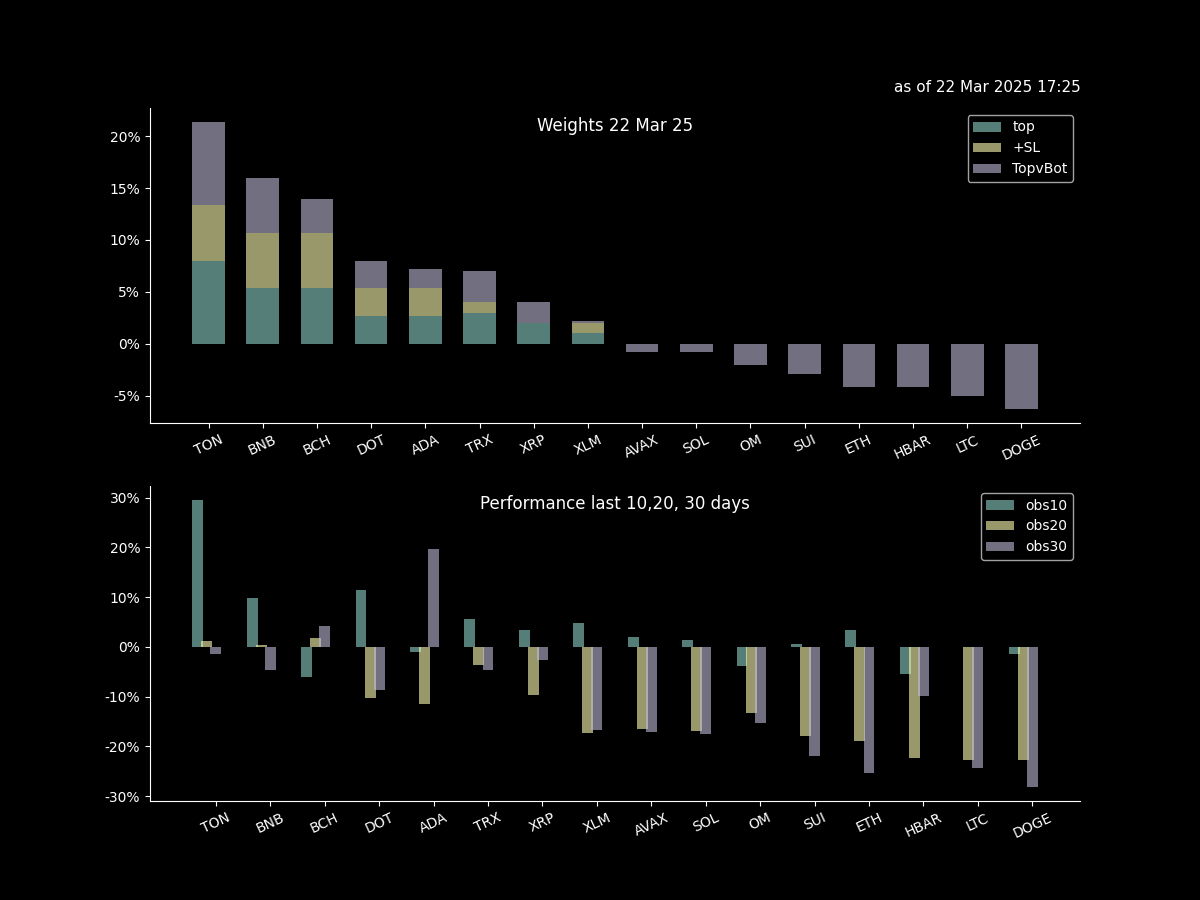 as of 22 Mar 2025 17:25
Weights 22 Mar 25
top
+SL
TopvBot
20%
15%
10%
5%
0%
-5%
TON BNB BCH DOT ADA TRX XRP XLM AVAX SOL OM SUI ETH HBAR LTC DOGE
Performance last 10,20, 30 days
obs10
obs20
obs30
30%
20%
10%
0%
-10%
-20%
-30%
TON BNB BCH DOT ADA TRX XRP XLM AVAX SOL OM SUI ETH HBAR LTC DOGE